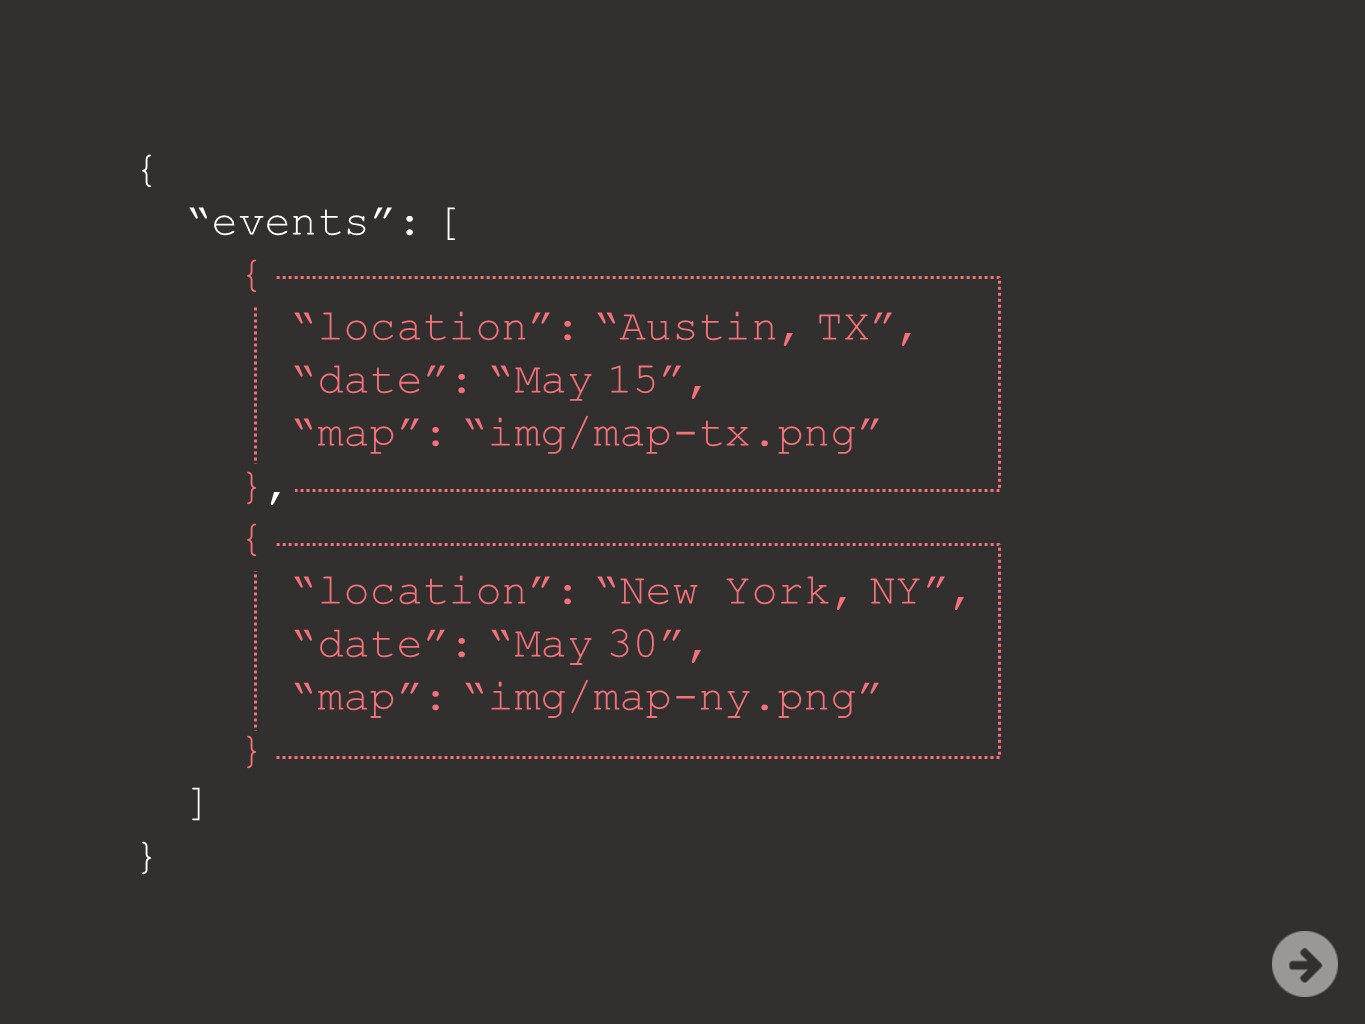 {
“events”: [
{
“location”: “Austin, TX”,
“date”: “May 15”,
“map”: “img/map-tx.png”
},
{
“location”: “New York, NY”,
“date”: “May 30”,
“map”: “img/map-ny.png”
}
]
}